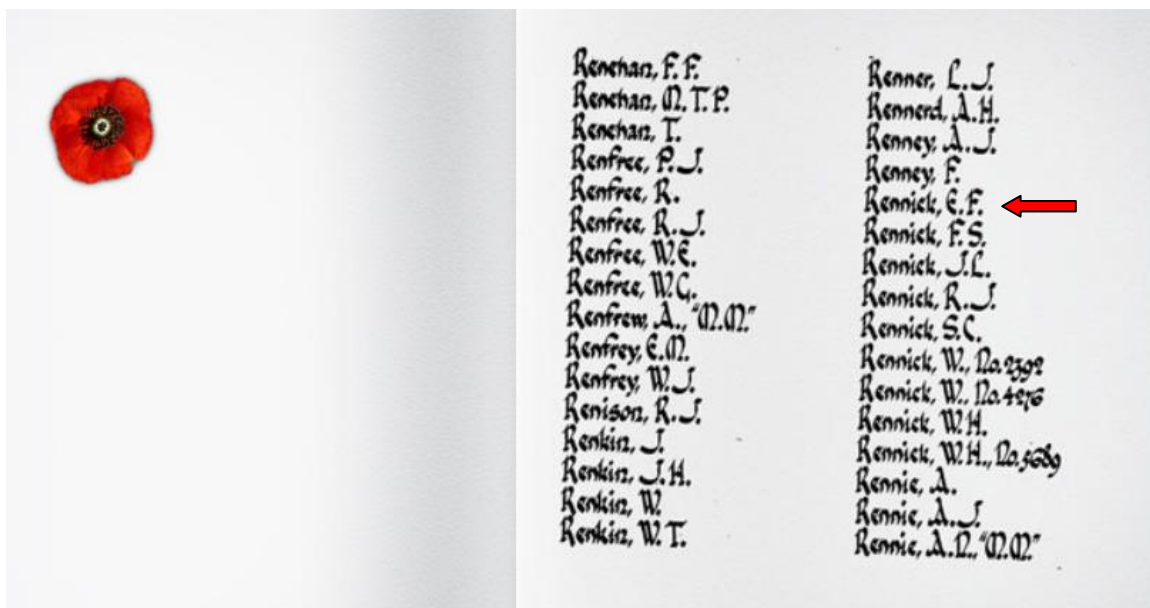 Renehan, F. F.
Renehan, M. T. P.
Renehan, T.
Renfree, P. J.
Renfree, R.
Renfree, R. J.
Renfree, W. E.
Renfree, W. G.
Renfrew, A., "M.M."
Renfrey, E. M.
Renfrey, W. J.
Renison, R. J.
Renkin, J.
Renkin, J. H.
Renkin, W.
Renkin, W. T.
Renner, L. J.
Rennerd, A. H.
Renney, A. J.
Renney, F.
Rennick, E. F.
Rennick, F. S.
Rennick, J. L.
Rennick, R. J.
Rennick, S. C.
Rennick, W., No. 2392
Rennick, W., No. 4276
Rennick, W. H.
Rennick, W. H., No. 5689
Rennie, A.
Rennie, A. J.
Rennie, A. N., "M.M."